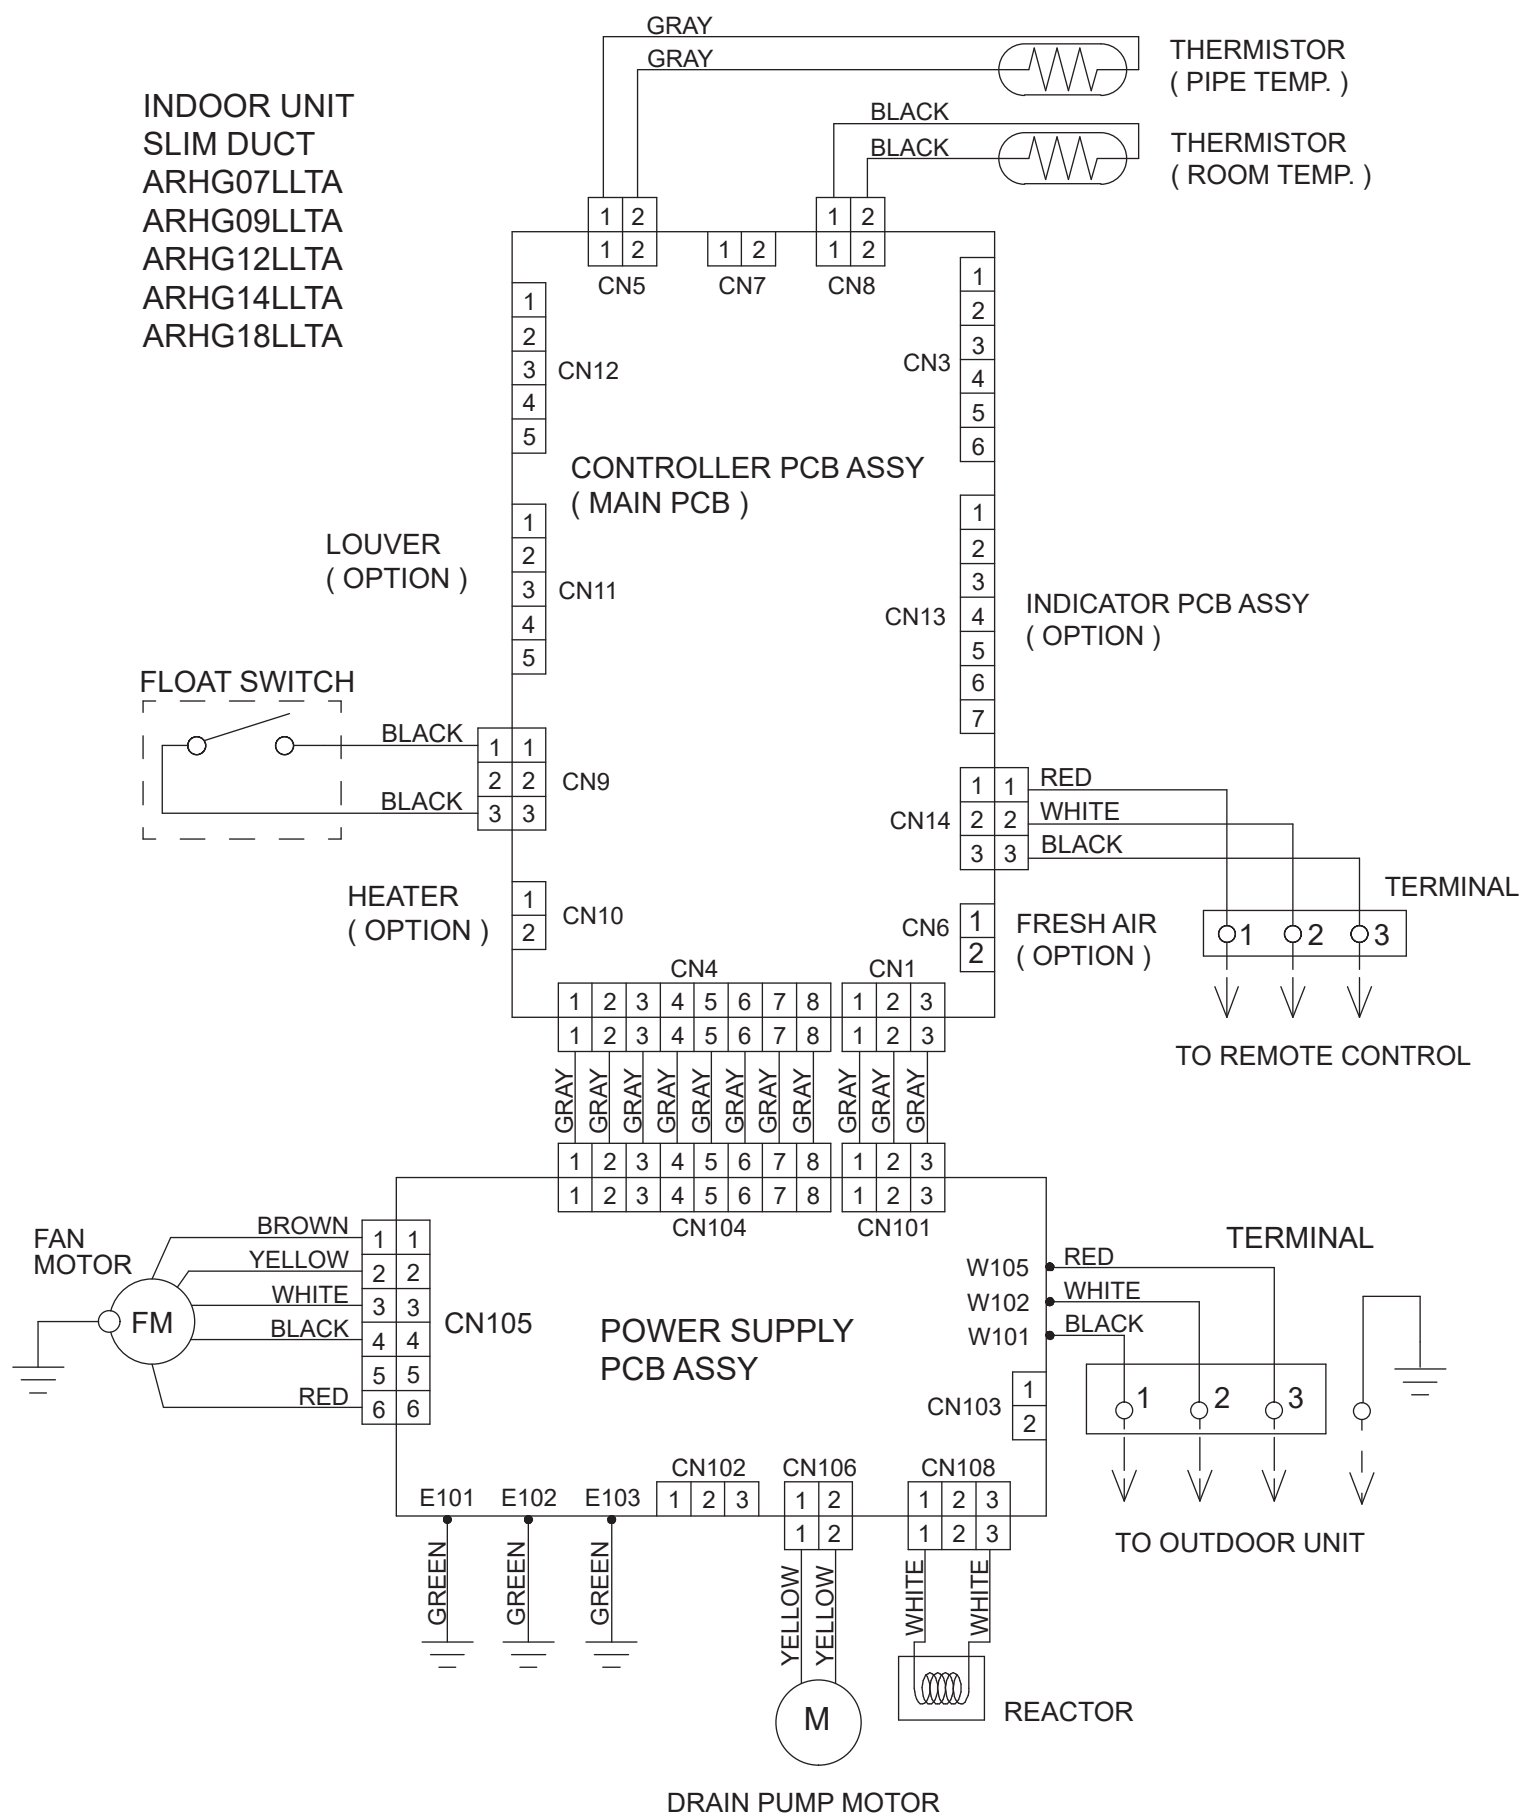 GRAY
GRAY
THERMISTOR
( PIPE TEMP. )
INDOOR UNIT
SLIM DUCT
ARHG07LLTA
ARHG09LLTA
ARHG12LLTA
ARHG14LLTA
ARHG18LLTA
BLACK
BLACK
THERMISTOR
( ROOM TEMP. )
1 2
1 2
CN5
1 2
CN7
1 2
1 2
CN8
1
2
3
4
5
CN12
1
2
3
4
5
6
CN3
CONTROLLER PCB ASSY
( MAIN PCB )
LOUVER
( OPTION )
1
2
3
4
5
CN11
1
2
3
4
5
6
7
CN13
INDICATOR PCB ASSY
( OPTION )
FLOAT SWITCH
BLACK
BLACK
1 1
2 2
3 3
CN9
CN14
1 1
2 2
3 3
RED
WHITE
BLACK
TERMINAL
1 2 3
TO REMOTE CONTROL
HEATER
( OPTION )
1
2
CN10
CN6
1
2
FRESH AIR
( OPTION )
CN4
1 2 3 4 5 6 7 8
1 2 3 4 5 6 7 8
CN1
1 2 3
1 2 3
GRAY GRAY GRAY GRAY GRAY GRAY GRAY GRAY
GRAY GRAY GRAY
1 2 3 4 5 6 7 8
1 2 3 4 5 6 7 8
CN104
1 2 3
1 2 3
CN101
FAN
MOTOR
FM
BROWN
YELLOW
WHITE
BLACK
RED
1 1
2 2
3 3
4 4
5 5
6 6
CN105
POWER SUPPLY
PCB ASSY
W105
W102
W101
RED
WHITE
BLACK
TERMINAL
1 2 3
TO OUTDOOR UNIT
CN103
1
2
E101 E102 E103
GREEN GREEN GREEN
CN102
1 2 3
CN106
1 2
1 2
YELLOW YELLOW
M
DRAIN PUMP MOTOR
CN108
1 2 3
1 2 3
WHITE WHITE
REACTOR